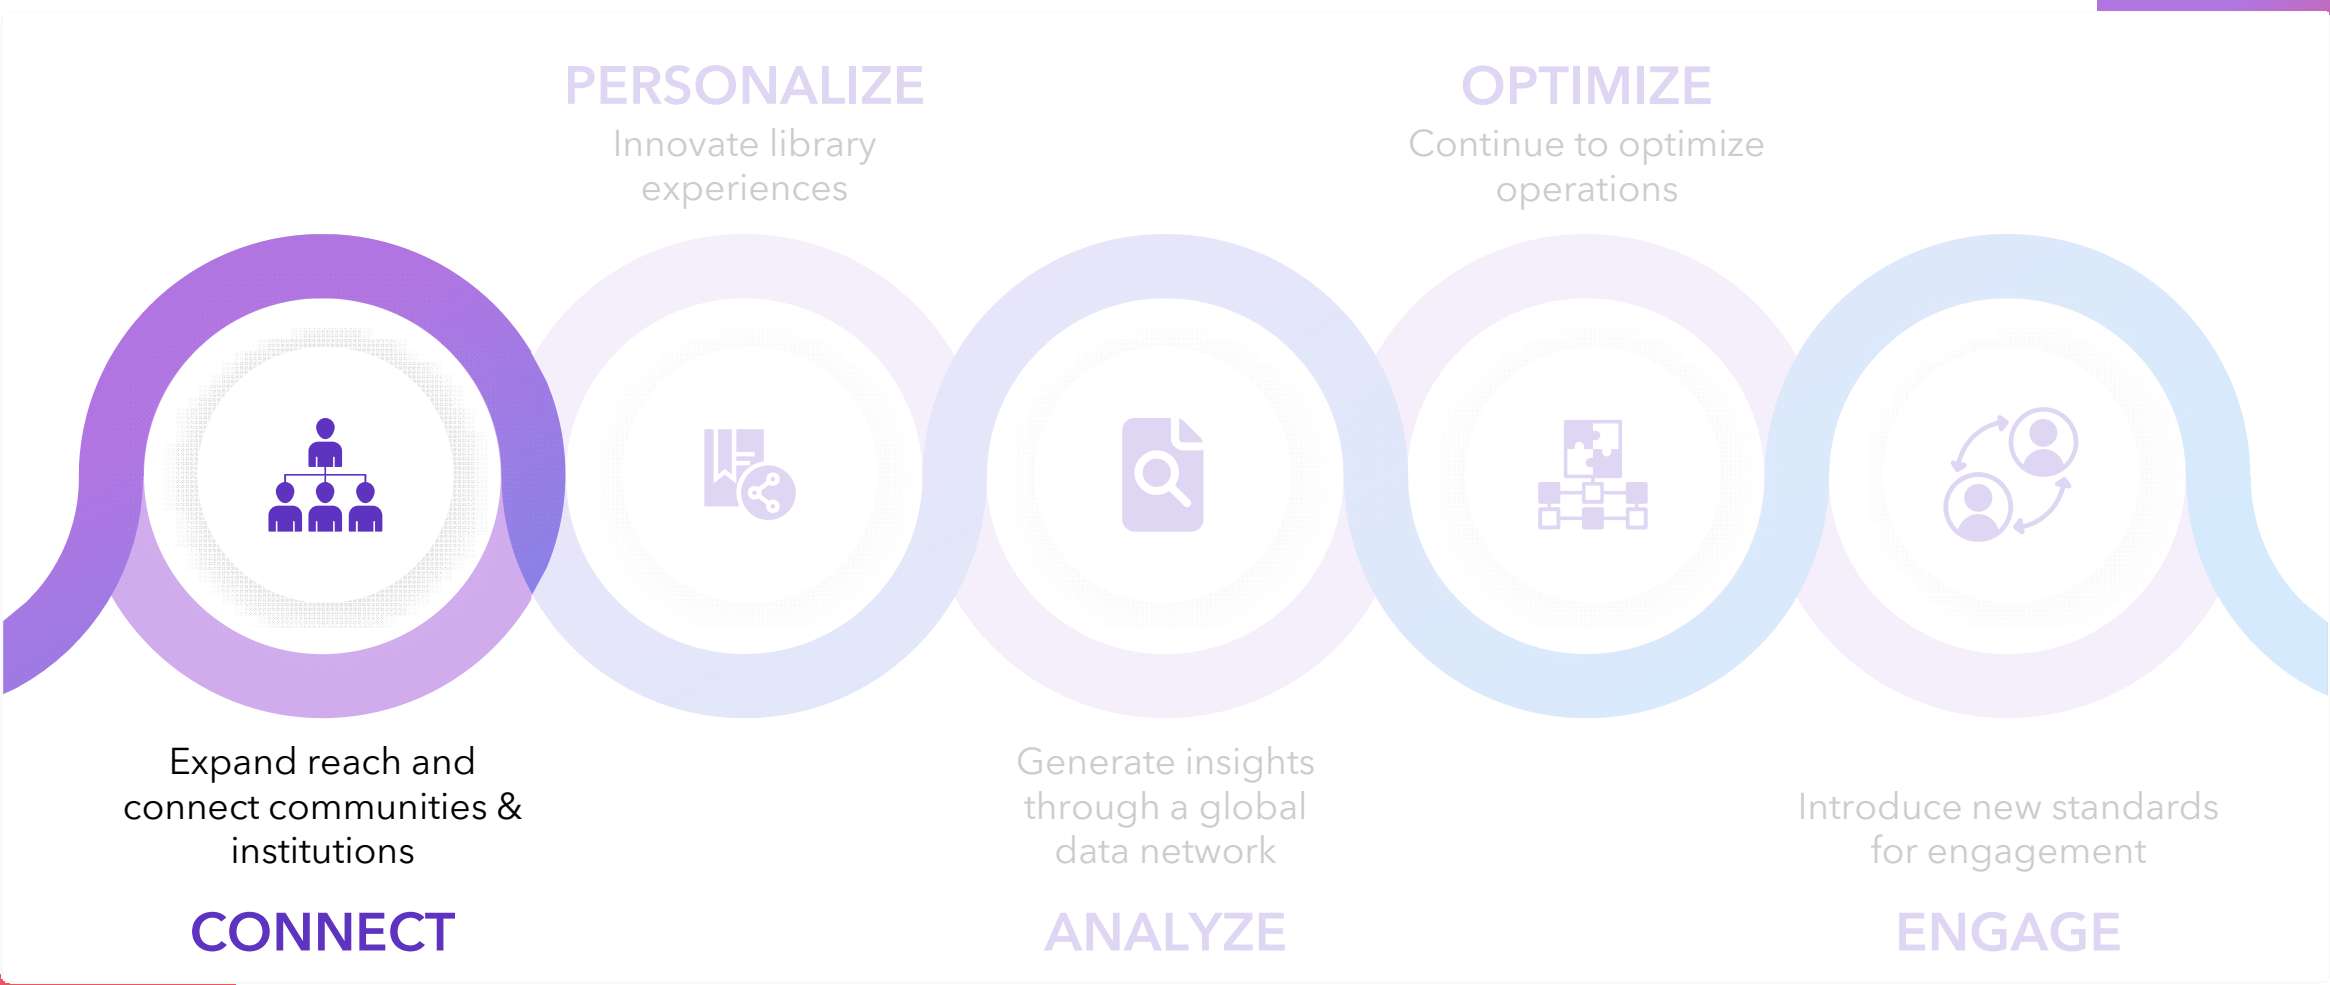 PERSONALIZE
Innovate library
experiences
OPTIMIZE
Continue to optimize
operations
Expand reach and
connect communities &
institutions
CONNECT
Generate insights
through a global
data network
ANALYZE
Introduce new standards
for engagement
ENGAGE